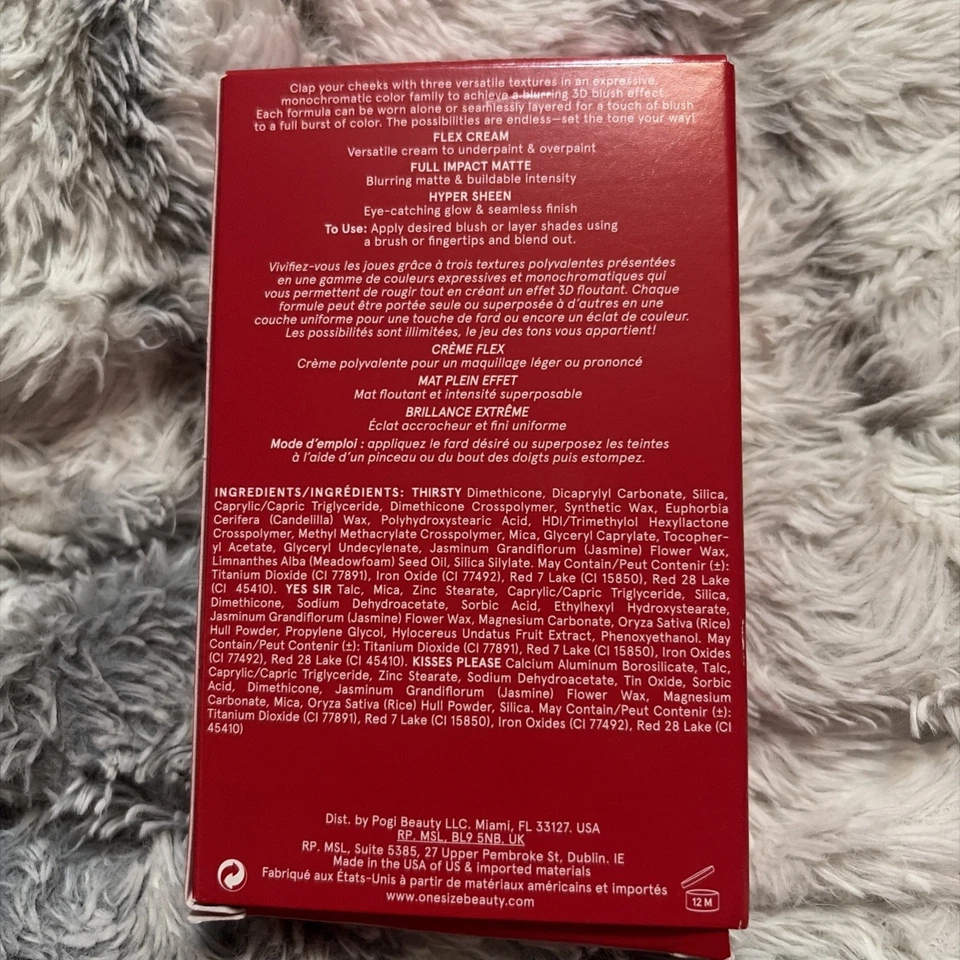 Clap your cheeks with three versatile textures in an expressive,
monochromatic color family to achieve a blurring 3D blush effect.
Each formula can be worn alone or seamlessly layered for a touch of blush
to a full burst of color. The possibilities are endless—set the tone your way!
FLEX CREAM
Versatile cream to underpaint & overpaint
FULL IMPACT MATTE
Blurring matte & buildable intensity
HYPER SHEEN
Eye-catching glow & seamless finish
To Use: Apply desired blush or layer shades using
a brush or fingertips and blend out.
Vivifiez-vous les joues grâce à trois textures polyvalentes présentées
en une gamme de couleurs expressives et monochromatiques qui
vous permettent de rougir tout en créant un effet 3D floutant. Chaque
formule peut être portée seule ou superposée à d'autres en une
couche uniforme pour une touche de fard ou encore un éclat de couleur.
Les possibilités sont illimitées, le jeu des tons vous appartient!
CRÈME FLEX
Crème polyvalente pour un maquillage léger ou prononcé
MAT PLEIN EFFET
Mat floutant et intensité superposable
BRILLANCE EXTRÊME
Éclat accrocheur et fini uniforme
Mode d'emploi : appliquez le fard désiré ou superposez les teintes
à l'aide d'un pinceau ou du bout des doigts puis estompez.
INGREDIENTS/INGRÉDIENTS: THIRSTY Dimethicone, Dicaprylyl Carbonate, Silica,
Caprylic/Capric Triglyceride, Dimethicone Crosspolymer, Synthetic Wax, Euphorbia
Cerifera (Candelilla) Wax, Polyhydroxystearic Acid, HDI/Trimethylol Hexyllactone
Crosspolymer, Methyl Methacrylate Crosspolymer, Mica, Glyceryl Caprylate, Tocopher-
yl Acetate, Glyceryl Undecylenate, Jasminum Grandiflorum (Jasmine) Flower Wax,
Limnanthes Alba (Meadowfoam) Seed Oil, Silica Silylate. May Contain/Peut Contenir (±):
Titanium Dioxide (CI 77891), Iron Oxide (CI 77492), Red 7 Lake (CI 15850), Red 28 Lake
(CI 45410). YES SIR Talc, Mica, Zinc Stearate, Caprylic/Capric Triglyceride, Silica,
Dimethicone, Sodium Dehydroacetate, Sorbic Acid, Ethylhexyl Hydroxystearate,
Jasminum Grandiflorum (Jasmine) Flower Wax, Magnesium Carbonate, Oryza Sativa (Rice)
Hull Powder, Propylene Glycol, Hylocereus Undatus Fruit Extract, Phenoxyethanol. May
Contain/Peut Contenir (±): Titanium Dioxide (CI 77891), Red 7 Lake (CI 15850), Iron Oxides
(CI 77492), Red 28 Lake (CI 45410). KISSES PLEASE Calcium Aluminum Borosilicate, Talc,
Caprylic/Capric Triglyceride, Zinc Stearate, Sodium Dehydroacetate, Tin Oxide, Sorbic
Acid, Dimethicone, Jasminum Grandiflorum (Jasmine) Flower Wax, Magnesium
Carbonate, Mica, Oryza Sativa (Rice) Hull Powder, Silica. May Contain/Peut Contenir (±):
Titanium Dioxide (CI 77891), Red 7 Lake (CI 15850), Iron Oxides (CI 77492), Red 28 Lake (CI
45410)
Dist. by Pogi Beauty LLC. Miami, FL 33127. USA
RP. MSL, BL9 5NB. UK
RP. MSL, Suite 5385, 27 Upper Pembroke St, Dublin. IE
Made in the USA of US & imported materials
Fabriqué aux États-Unis à partir de matériaux américains et importés
www.onesizebeauty.com
12 M